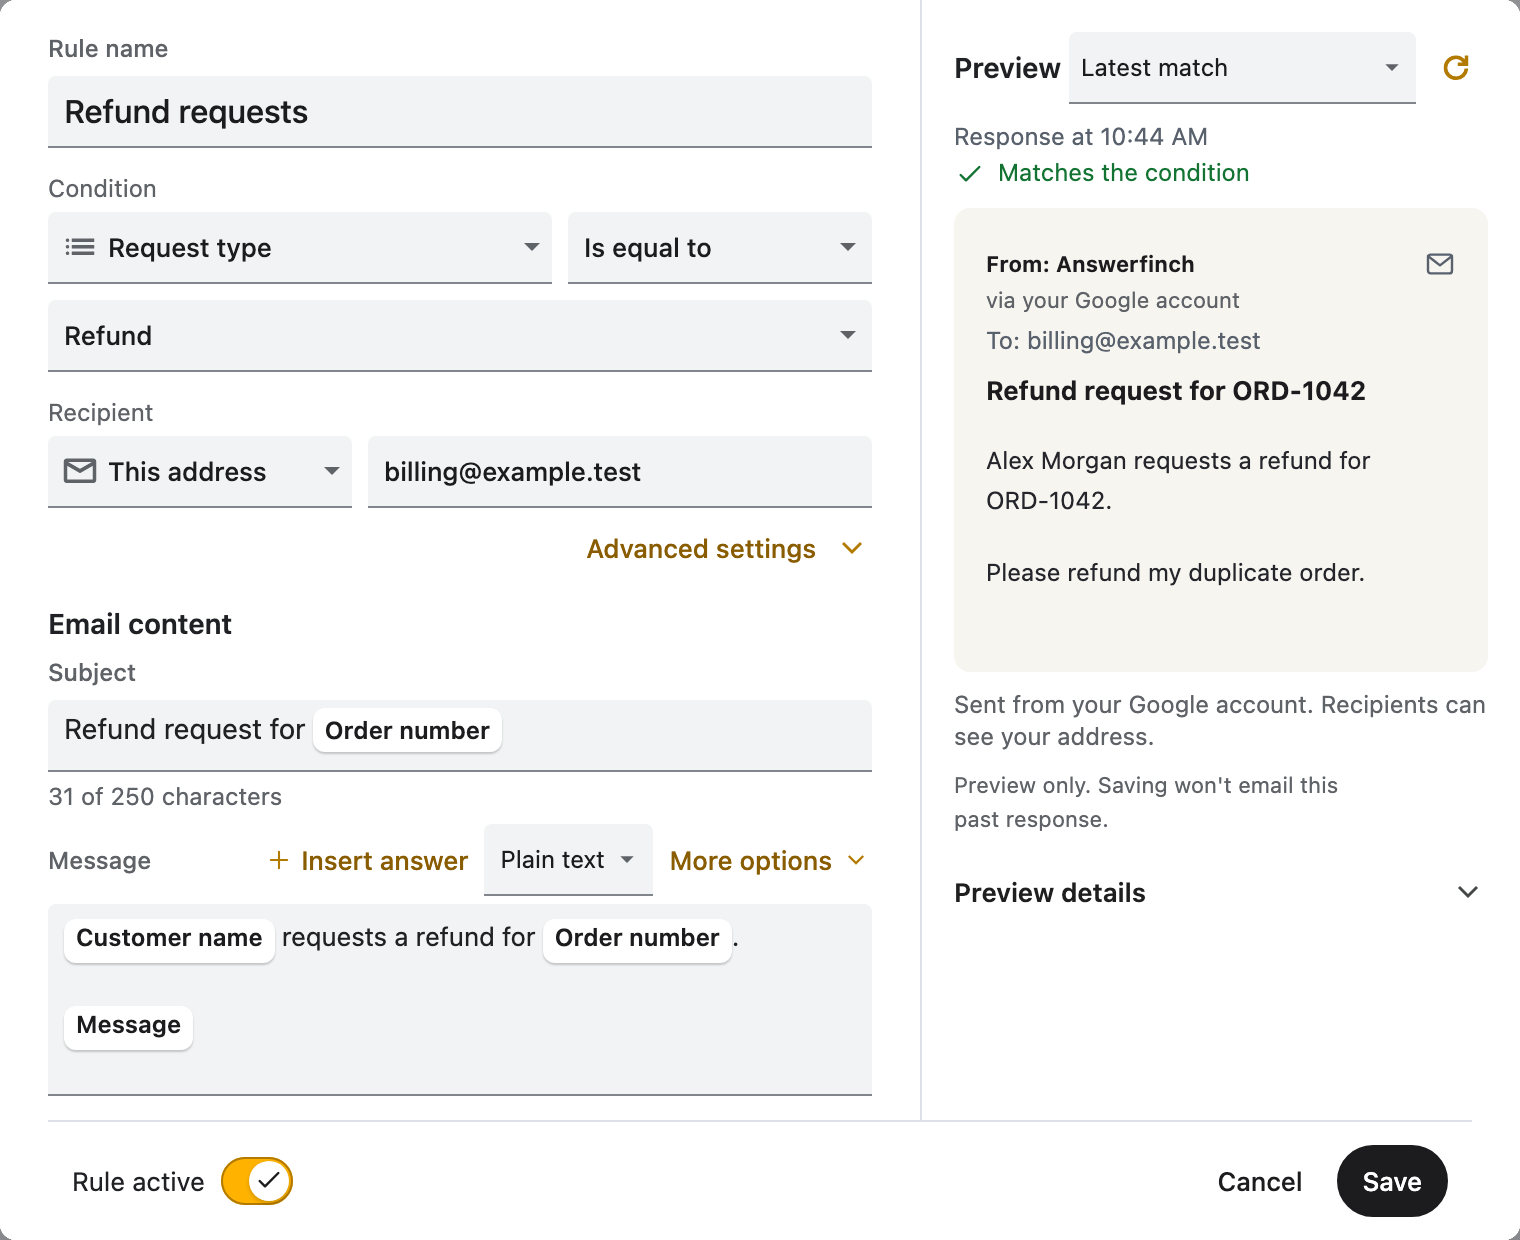 Rule name
Refund requests
Condition
Request type
Is equal to
Refund
Recipient
This address
billing@example.test
Advanced settings
Email content
Subject
Refund request for Order number
31 of 250 characters
Message
+ Insert answer
Plain text
More options
Customer name requests a refund for Order number.
Message
Preview
Latest match
Response at 10:44 AM
Matches the condition
From: Answerfinch
via your Google account
To: billing@example.test
Refund request for ORD-1042
Alex Morgan requests a refund for
ORD-1042.
Please refund my duplicate order.
Sent from your Google account. Recipients can
see your address.
Preview only. Saving won't email this
past response.
Preview details
Rule active
Cancel
Save